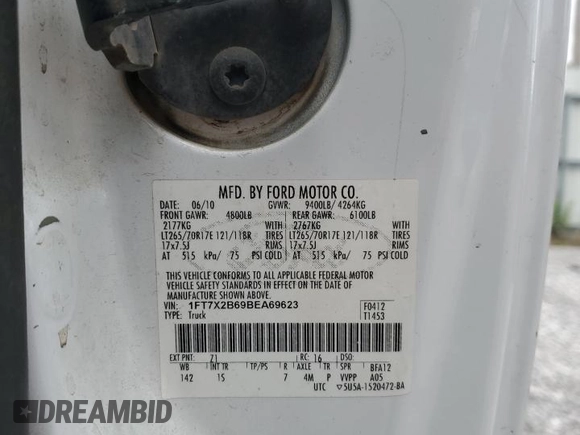 MFD. BY FORD MOTOR CO.
DATE: 06/10 GVWR: 9400LB/ 4264KG
FRONT GAWR: 4800LB REAR GAWR: 6100LB
2177KG WITH 2767KG WITH
LT265/70R17E 121/118R TIRES LT265/70R17E 121/118R TIRES
17x7.5J RIMS 17x7.5J RIMS
AT 515 kPa/ 75 PSI COLD AT 515 kPa/ 75 PSI COLD
THIS VEHICLE CONFORMS TO ALL APPLICABLE FEDERAL MOTOR
VEHICLE SAFETY STANDARDS IN EFFECT ON THE DATE OF
MANUFACTURE SHOWN ABOVE.
VIN: 1FT7X2B69BEA69623 F0412
TYPE: Truck T1453
EXT PNT: Z1 RC: 16 DSO:
WB INT TR TP/PS R AXLE TR SPR BFA12
142 1S 7 4M P VVPP A05
UTC ▽5U5A-1520472-BA
DREAMBID.COM